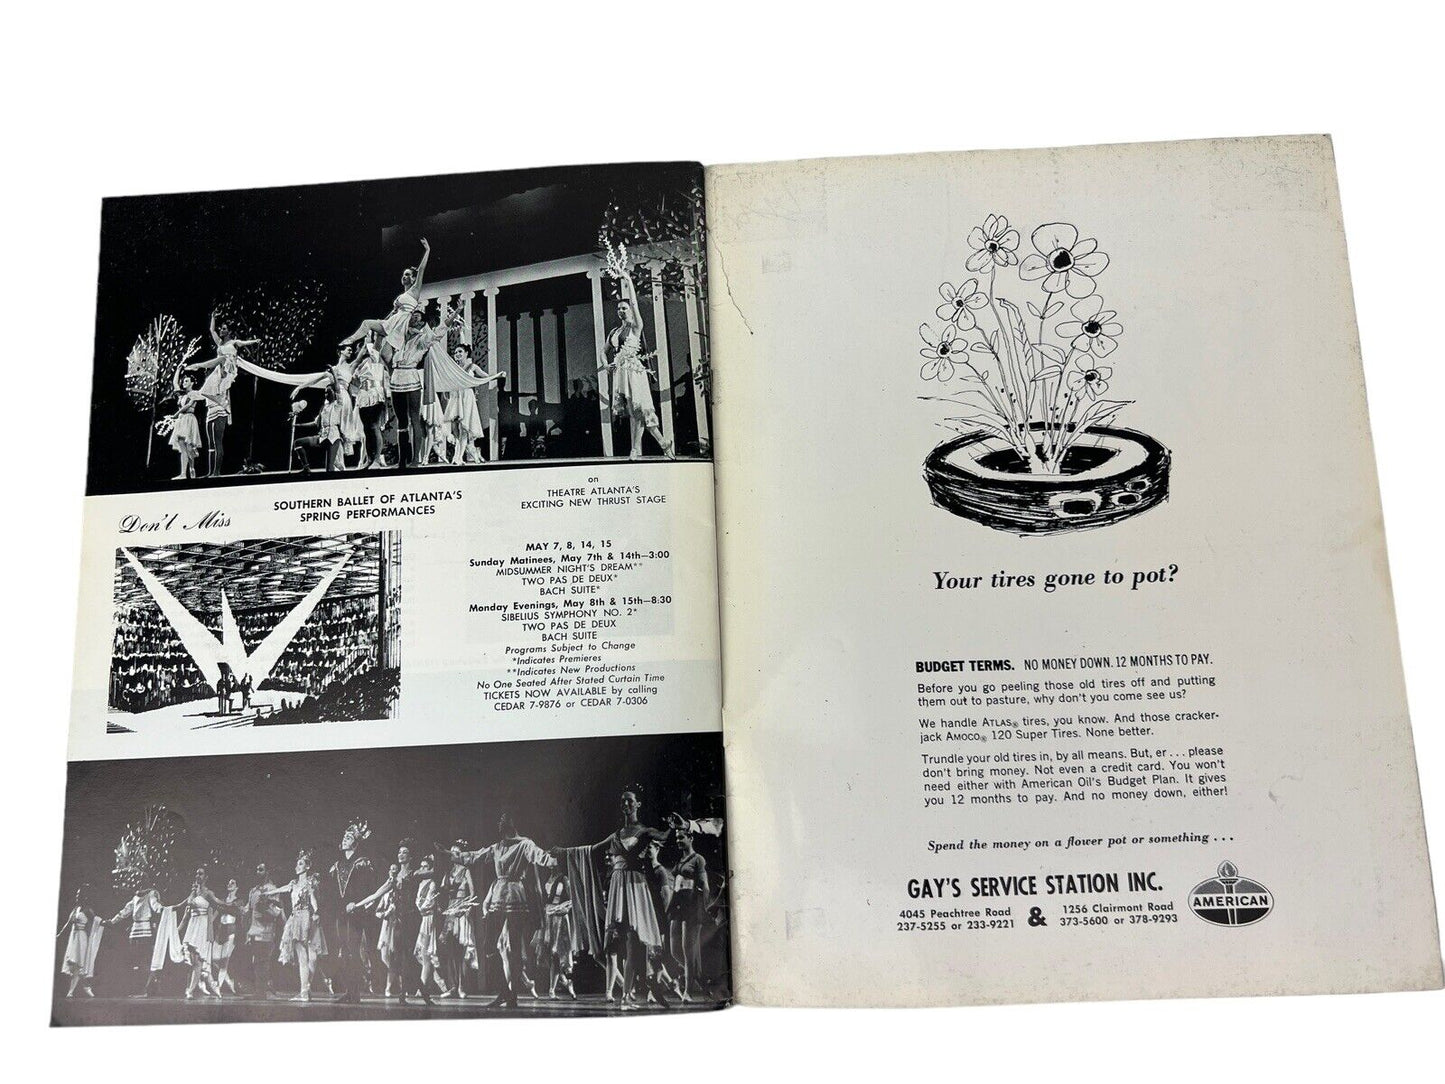 Don't Miss
SOUTHERN BALLET OF ATLANTA'S
SPRING PERFORMANCES
on
THEATRE ATLANTA'S
EXCITING NEW THRUST STAGE
MAY 7, 8, 14, 15
Sunday Matinees, May 7th & 14th—3:00
MIDSUMMER NIGHT'S DREAM**
TWO PAS DE DEUX*
BACH SUITE*
Monday Evenings, May 8th & 15th—8:30
SIBELIUS SYMPHONY NO. 2*
TWO PAS DE DEUX
BACH SUITE
Programs Subject to Change
*Indicates Premieres
**Indicates New Productions
No One Seated After Stated Curtain Time
TICKETS NOW AVAILABLE by calling
CEDAR 7-9876 or CEDAR 7-0306
Your tires gone to pot?
BUDGET TERMS. NO MONEY DOWN. 12 MONTHS TO PAY.
Before you go peeling those old tires off and putting
them out to pasture, why don't you come see us?
We handle ATLAS® tires, you know. And those cracker-
jack AMOCO® 120 Super Tires. None better.
Trundle your old tires in, by all means. But, er . . . please
don't bring money. Not even a credit card. You won't
need either with American Oil's Budget Plan. It gives
you 12 months to pay. And no money down, either!
Spend the money on a flower pot or something . . .
GAY'S SERVICE STATION INC.
4045 Peachtree Road
237-5255 or 233-9221
&
1256 Clairmont Road
373-5600 or 378-9293
AMERICAN